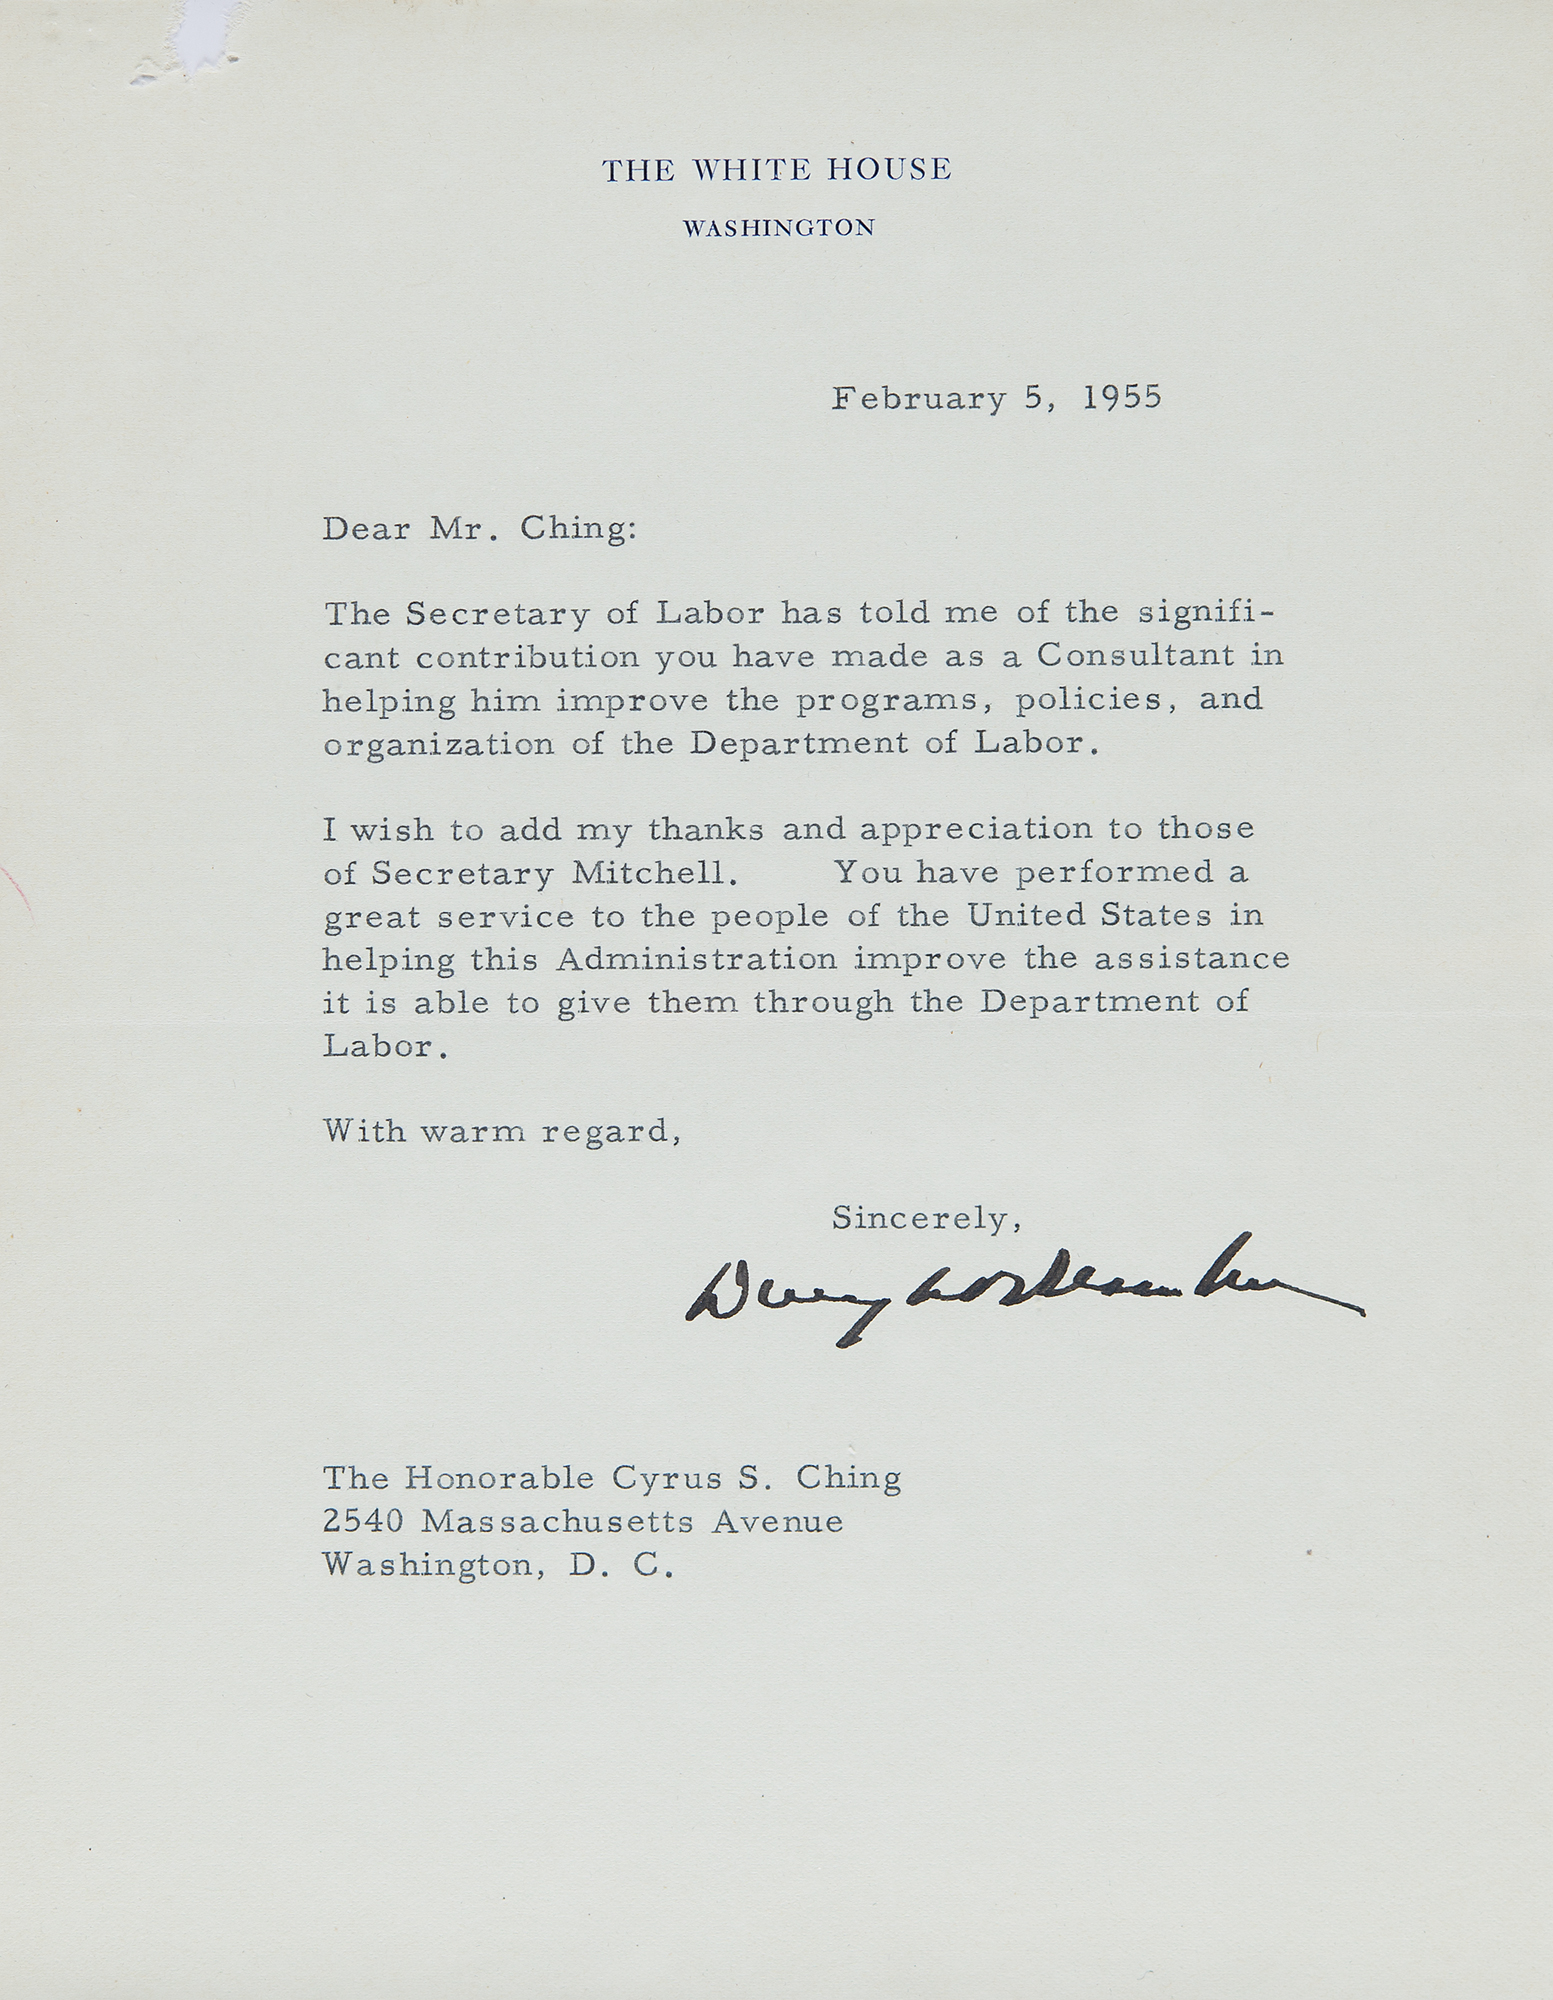 THE WHITE HOUSE
WASHINGTON
February 5, 1955
Dear Mr. Ching:
The Secretary of Labor has told me of the signifi-
cant contribution you have made as a Consultant in
helping him improve the programs, policies, and
organization of the Department of Labor.
I wish to add my thanks and appreciation to those
of Secretary Mitchell. You have performed a
great service to the people of the United States in
helping this Administration improve the assistance
it is able to give them through the Department of
Labor.
With warm regard,
Sincerely,
Dwight D Eisenhower
The Honorable Cyrus S. Ching
2540 Massachusetts Avenue
Washington, D. C.